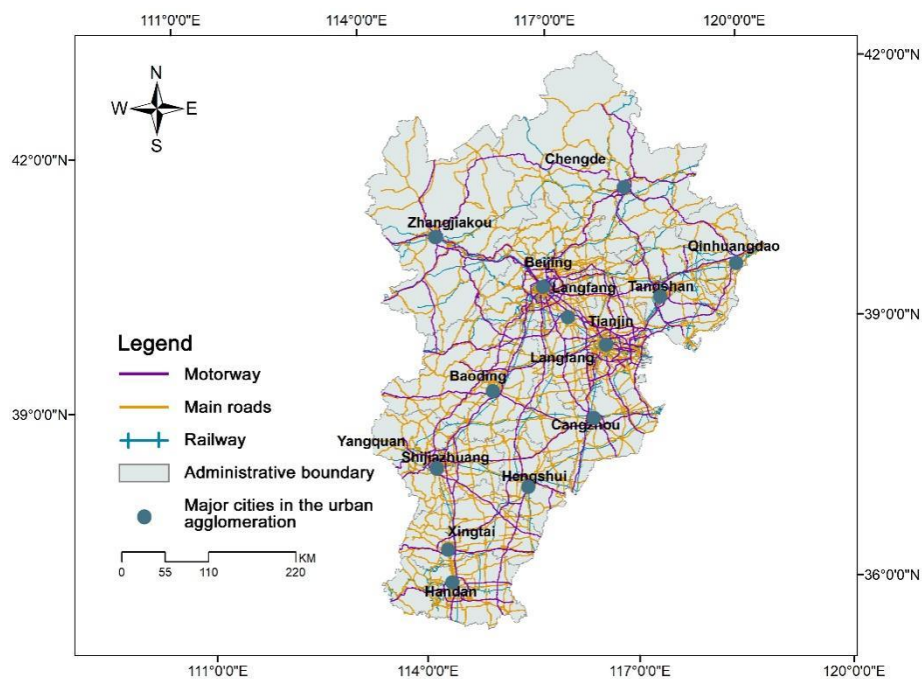 111°0'0"E
114°0'0"E
117°0'0"E
120°0'0"E
42°0'0"N
N
W E
S
42°0'0"N
Chengde
Zhangjiakou
Qinhuangdao
Beijing
Langfang
Tangshan
39°0'0"N
Tianjin
Langfang
Baoding
39°0'0"N
Cangzhou
Yangquan
Shijiazhuang
Hengshui
Xingtai
36°0'0"N
Handan
Legend
Motorway
Main roads
Railway
Administrative boundary
Major cities in the urban
agglomeration
KM
0 55 110 220
111°0'0"E
114°0'0"E
117°0'0"E
120°0'0"E